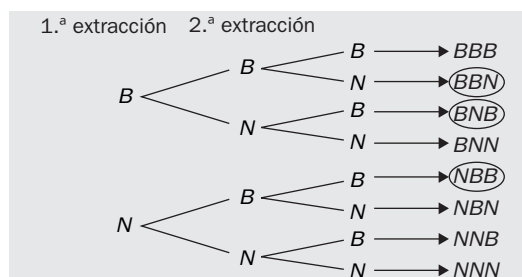 1.ª extracción 2.ª extracción
B BBB
B
N BBN
B
B BNB
N
N BNN
B NBB
B
N NBN
N
B NNB
N
N NNN